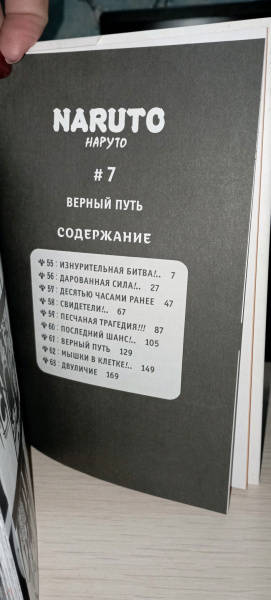 NARUTO
НАРУТО
#7
ВЕРНЫЙ ПУТЬ
СОДЕРЖАНИЕ
55: ИЗНУРИТЕЛЬНАЯ БИТВА!.. 7
56: ДАРОВАННАЯ СИЛА!.. 27
57: ДЕСЯТЬЮ ЧАСАМИ РАНЕЕ 47
58: СВИДЕТЕЛИ!.. 67
59: ПЕСЧАНАЯ ТРАГЕДИЯ!!! 87
60: ПОСЛЕДНИЙ ШАНС!.. 105
61: ВЕРНЫЙ ПУТЬ 129
62: МЫШКИ В КЛЕТКЕ!.. 149
63: ДВУЛИЧИЕ 169